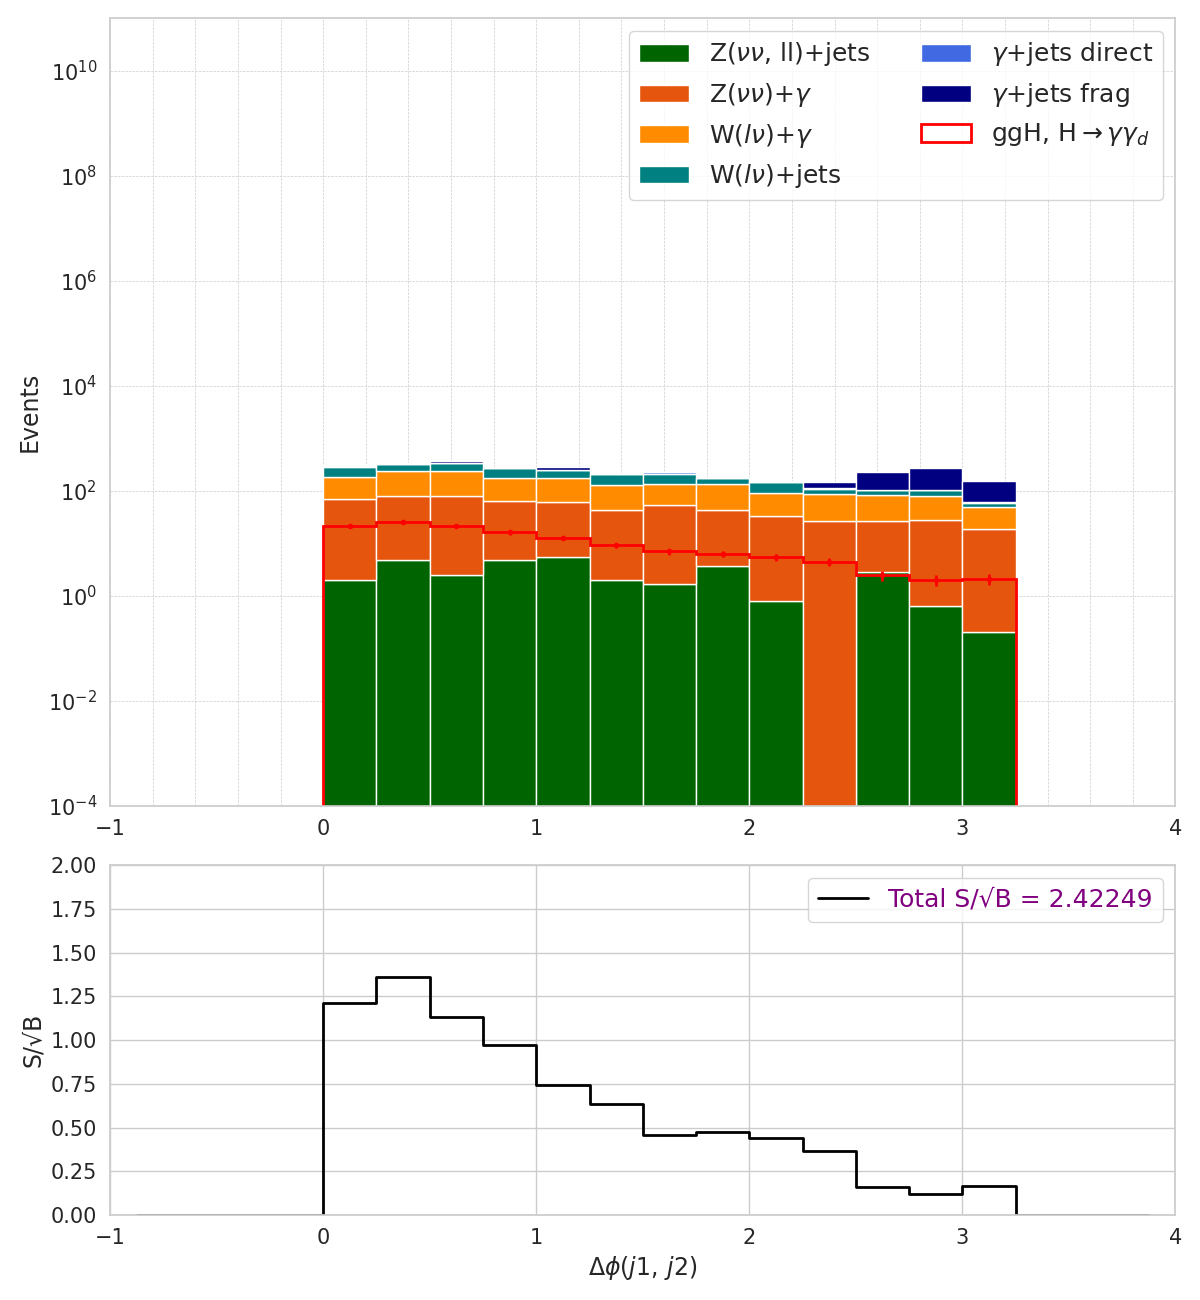 Z(νν, ll)+jets
Z(νν)+γ
W(lν)+γ
W(lν)+jets
γ+jets direct
γ+jets frag
ggH, H→γγ_d
Events
10^10
10^8
10^6
10^4
10^2
10^0
10^−2
10^−4
−1 0 1 2 3 4
Total S/√B = 2.42249
S/√B
2.00
1.75
1.50
1.25
1.00
0.75
0.50
0.25
0.00
−1 0 1 2 3 4
Δϕ(j1, j2)